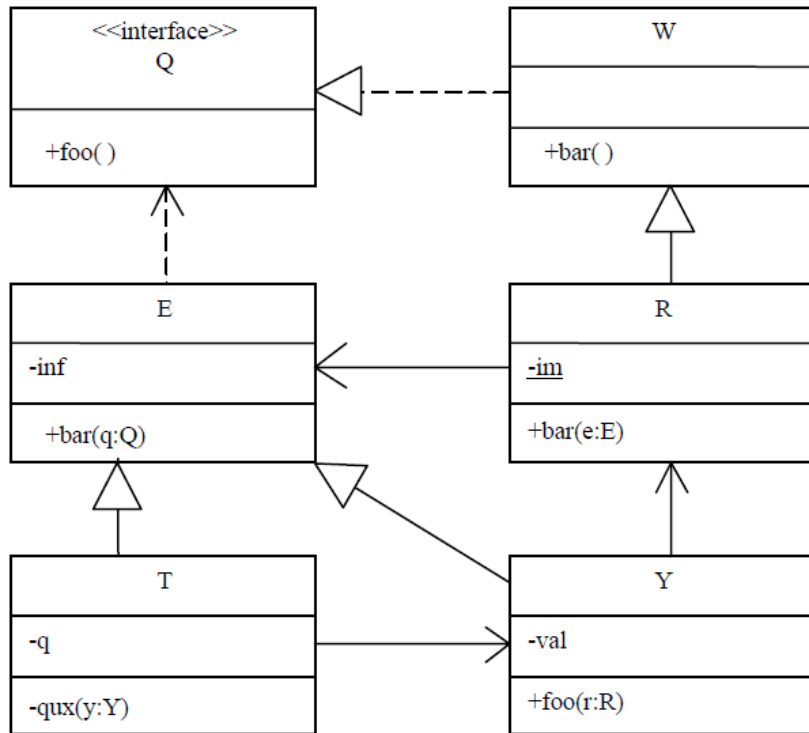 <<interface>>
Q
+foo( )
W
+bar( )
E
-inf
+bar(q:Q)
R
-im
+bar(e:E)
T
-q
-qux(y:Y)
Y
-val
+foo(r:R)